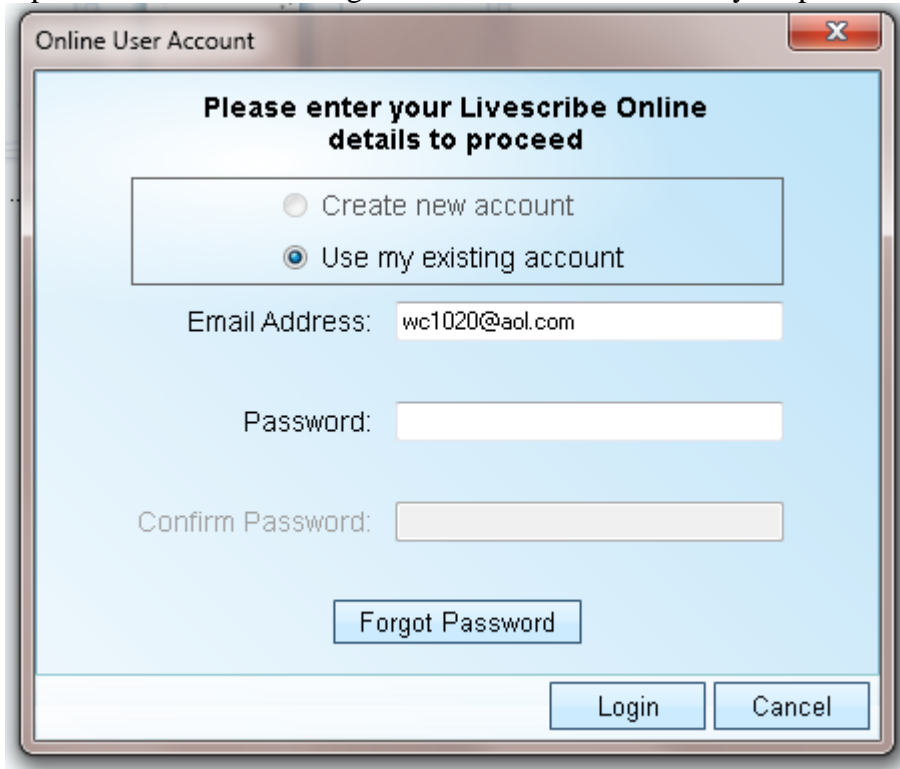 Online User Account
Please enter your Livescribe Online
details to proceed
Create new account
Use my existing account
Email Address: wc1020@aol.com
Password:
Confirm Password:
Forgot Password
Login Cancel